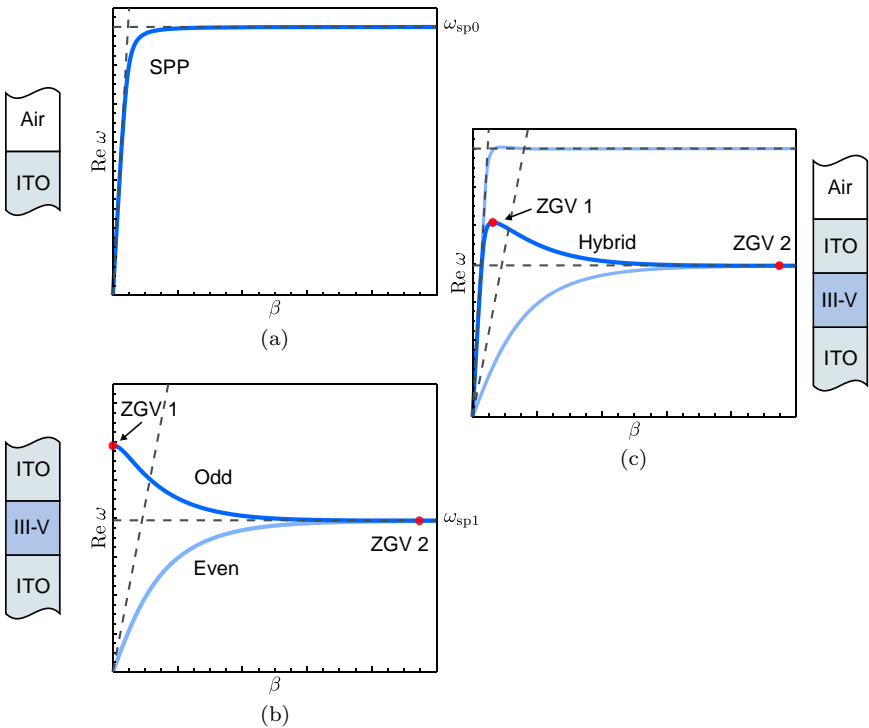 ω_sp0
SPP
Air
ITO
Re ω
β
(a)
ZGV 1
Hybrid
ZGV 2
Re ω
β
(c)
Air
ITO
III-V
ITO
ZGV 1
Odd
ω_sp1
ZGV 2
Even
ITO
III-V
ITO
Re ω
β
(b)